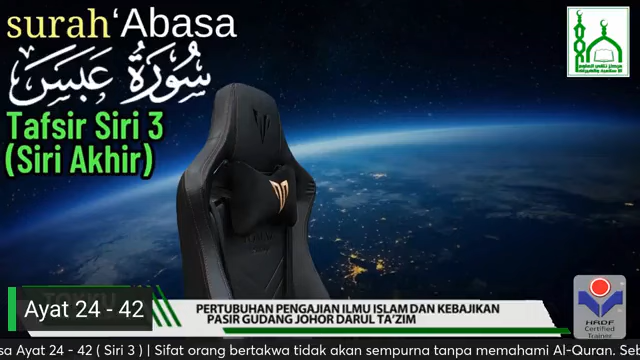 surah ‘Abasa
سُورَةُ عَبَسَ
Tafsir Siri 3
(Siri Akhir)
Ayat 24 - 42
PERTUBUHAN PENGAJIAN ILMU ISLAM DAN KEBAJIKAN
PASIR GUDANG JOHOR DARUL TA'ZIM
HRDF
Certified
Trainer
sa Ayat 24 - 42 ( Siri 3 ) | Sifat orang bertakwa tidak akan sempurna tanpa memahami Al-Quran. Seb